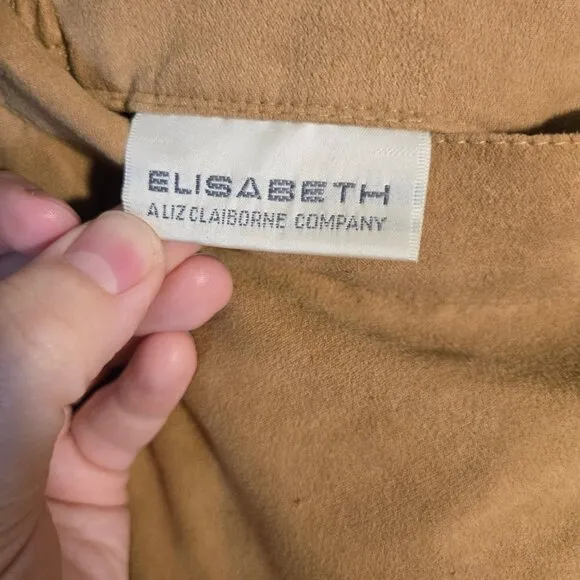 ELISABETH
A LIZ CLAIBORNE COMPANY